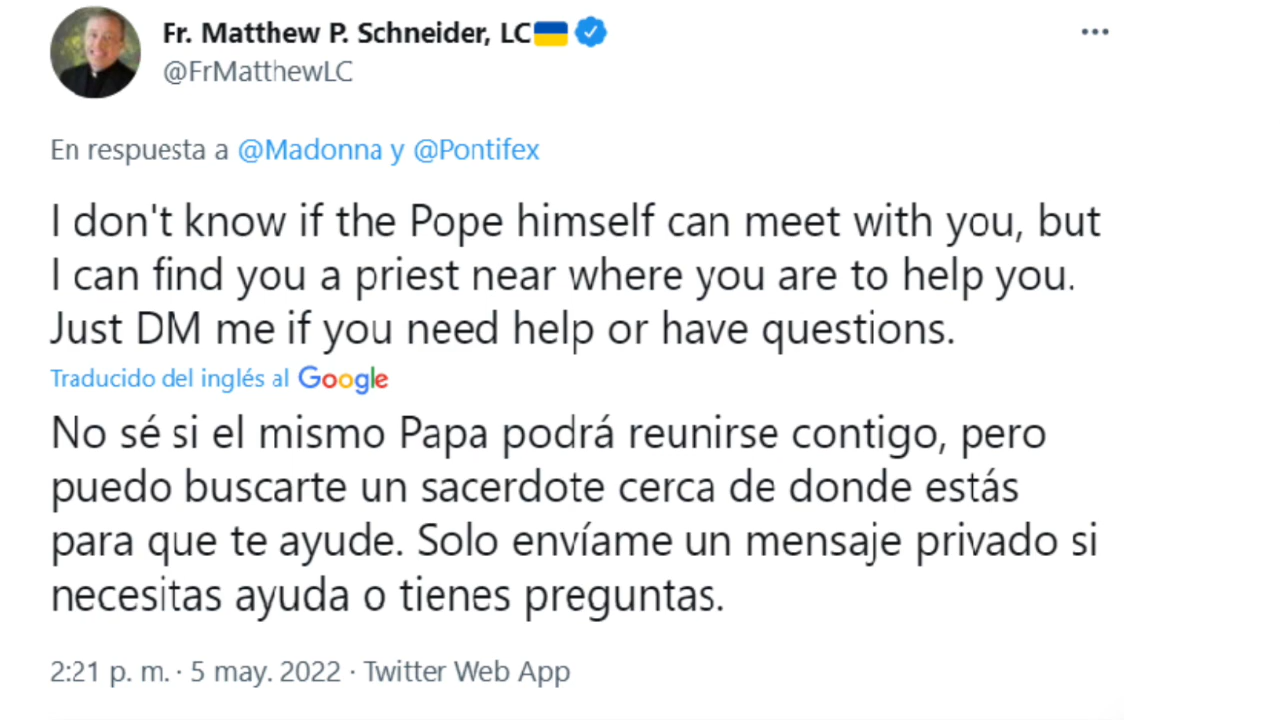 Fr. Matthew P. Schneider, LC
@FrMatthewLC
En respuesta a @Madonna y @Pontifex
I don't know if the Pope himself can meet with you, but
I can find you a priest near where you are to help you.
Just DM me if you need help or have questions.
Traducido del inglés al Google
No sé si el mismo Papa podrá reunirse contigo, pero
puedo buscarte un sacerdote cerca de donde estás
para que te ayude. Solo envíame un mensaje privado si
necesitas ayuda o tienes preguntas.
2:21 p. m. · 5 may. 2022 · Twitter Web App